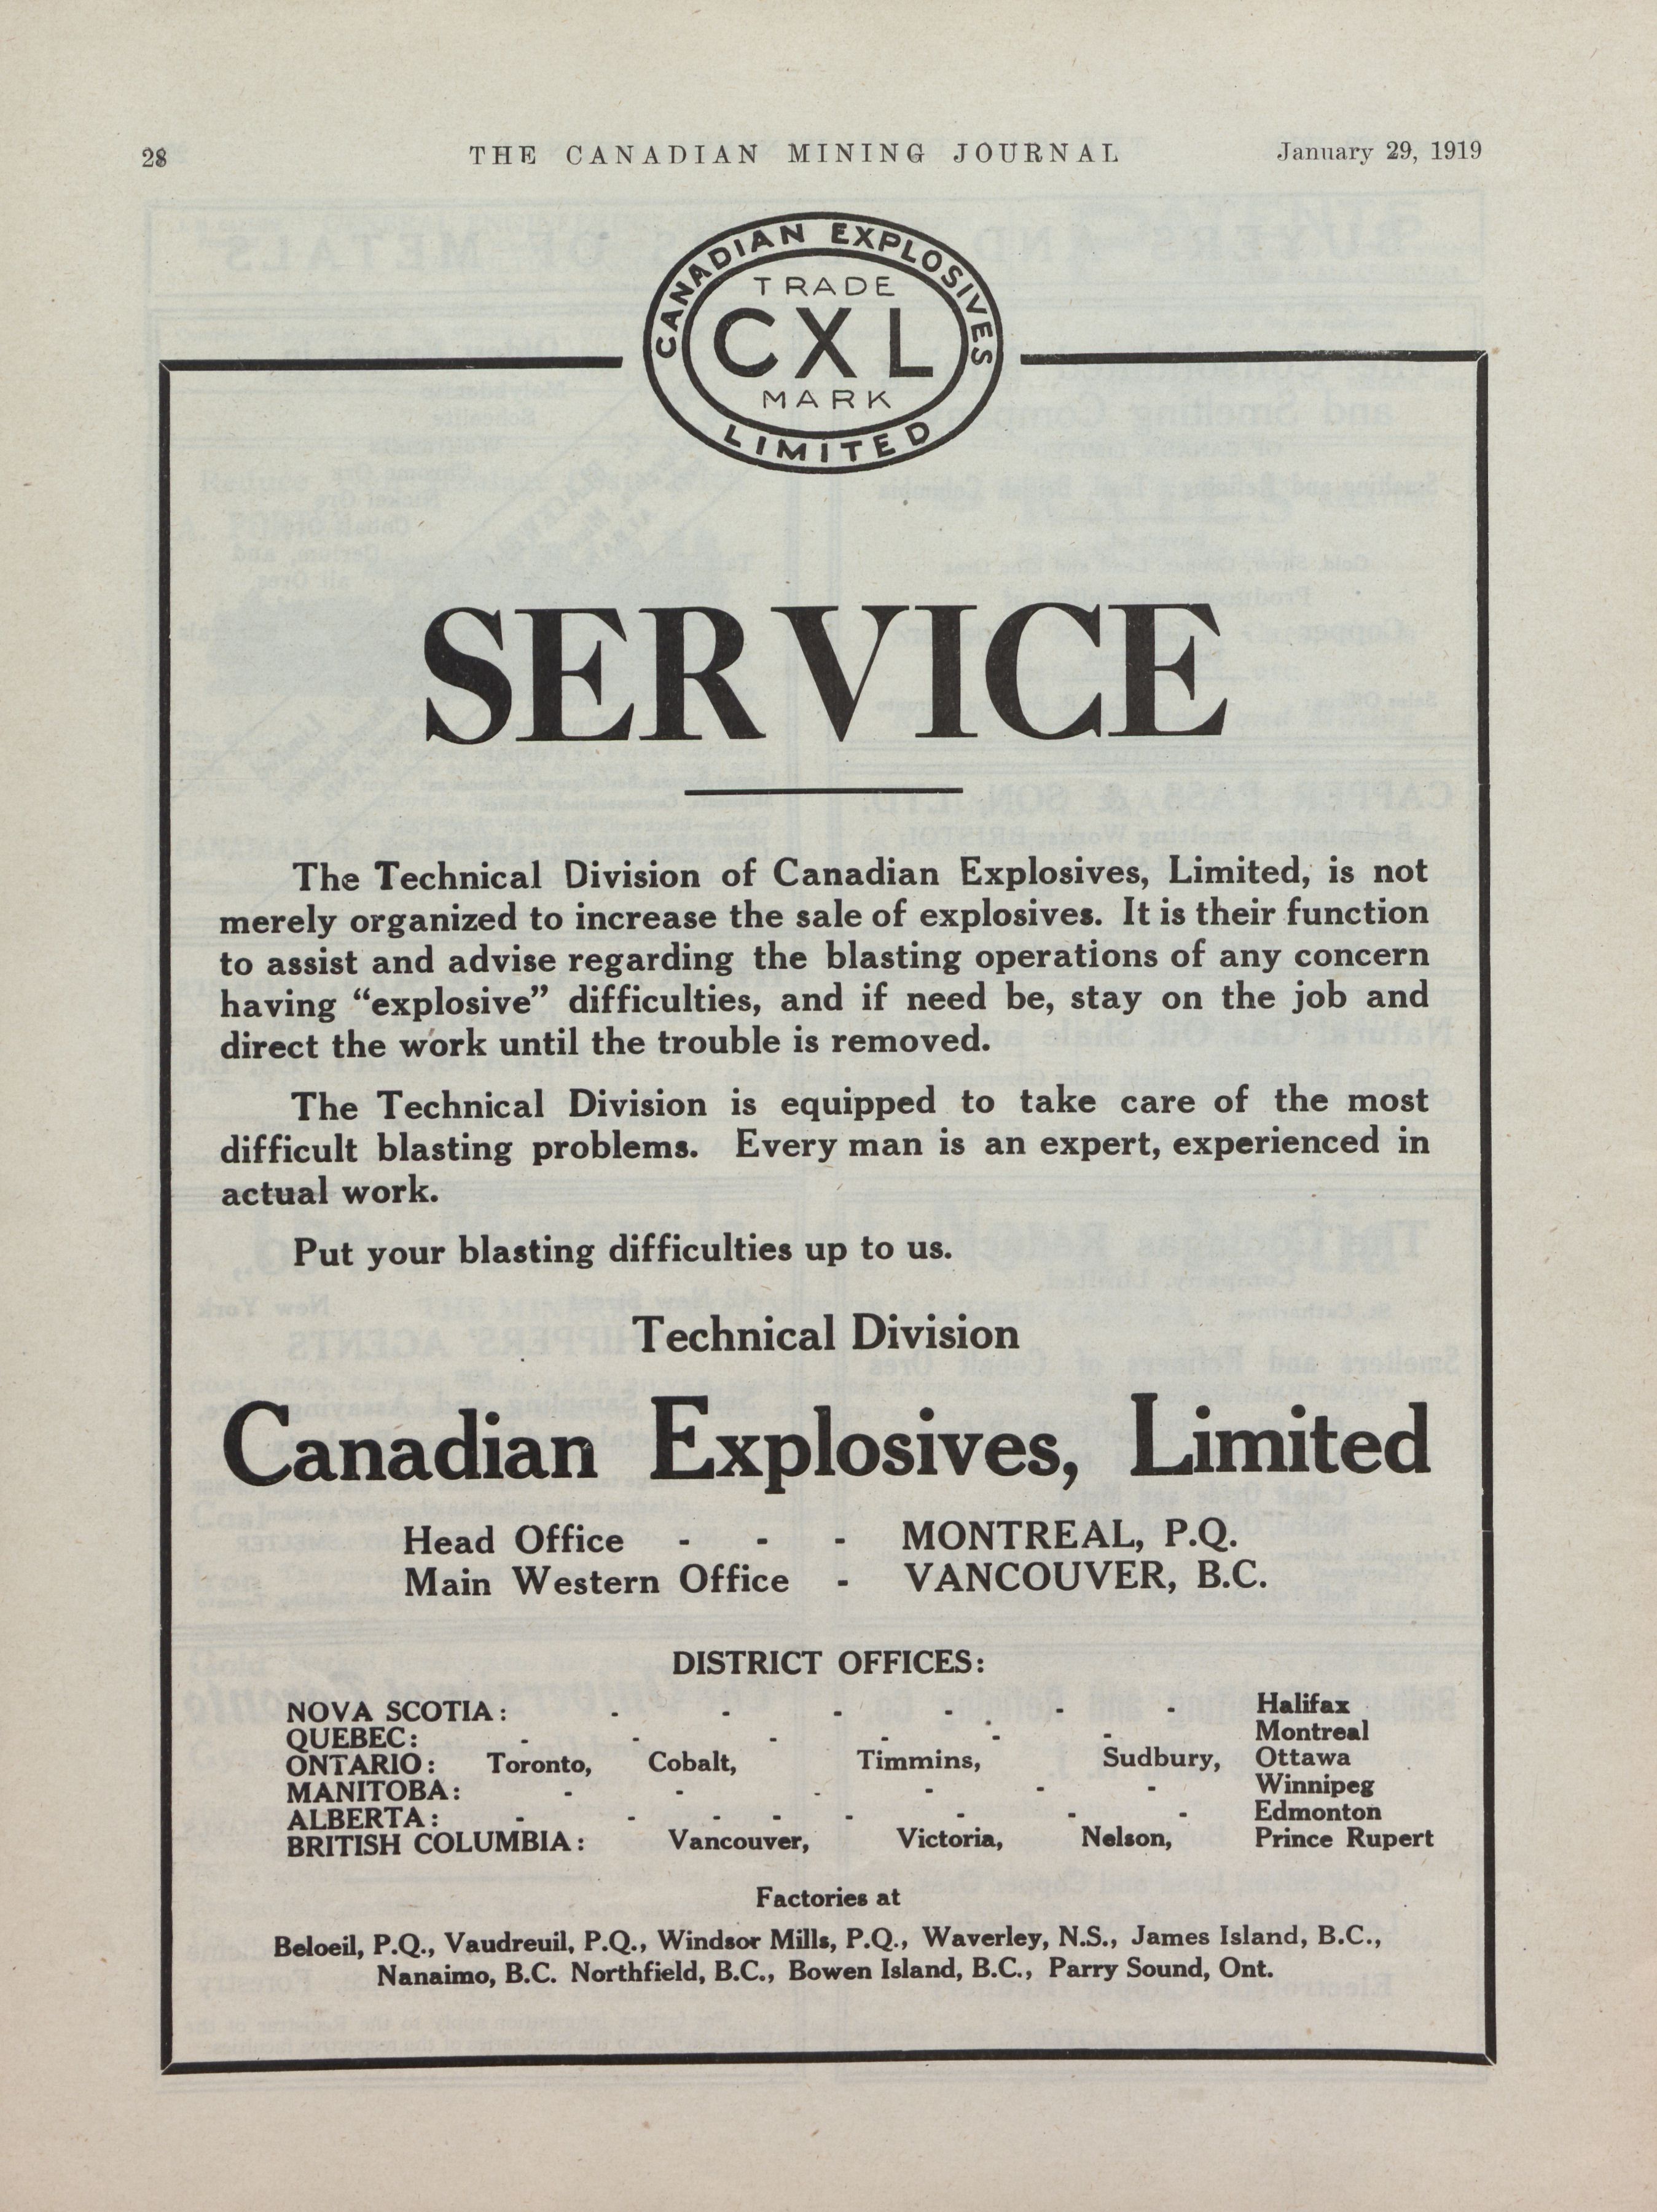 28 THE CANADIAN MINING JOURNAL January 29, 1919
CANADIAN EXPLOSIVES
TRADE
CXL
MARK
LIMITED
SERVICE
The Technical Division of Canadian Explosives, Limited, is not
merely organized to increase the sale of explosives. It is their function
to assist and advise regarding the blasting operations of any concern
having “explosive” difficulties, and if need be, stay on the job and
direct the work until the trouble is removed.
The Technical Division is equipped to take care of the most
difficult blasting problems. Every man is an expert, experienced in
actual work.
Put your blasting difficulties up to us.
Technical Division
Canadian Explosives, Limited
Head Office - - - MONTREAL, P.Q.
Main Western Office - VANCOUVER, B.C.
DISTRICT OFFICES:
NOVA SCOTIA: - - - - - - Halifax
QUEBEC: - - - - - - Montreal
ONTARIO: Toronto, Cobalt, Timmins, Sudbury, Ottawa
MANITOBA: - - - - - - Winnipeg
ALBERTA: - - - - - - - - Edmonton
BRITISH COLUMBIA: Vancouver, Victoria, Nelson, Prince Rupert
Factories at
Beloeil, P.Q., Vaudreuil, P.Q., Windsor Mills, P.Q., Waverley, N.S., James Island, B.C.,
Nanaimo, B.C. Northfield, B.C., Bowen Island, B.C., Parry Sound, Ont.